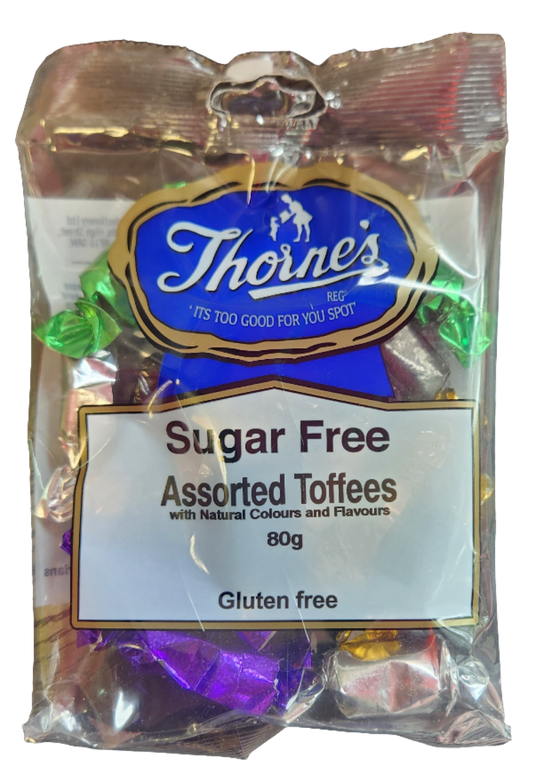 Thorne's
REG
'ITS TOO GOOD FOR YOU SPOT'
Sugar Free
Assorted Toffees
with Natural Colours and Flavours
80g
Gluten free